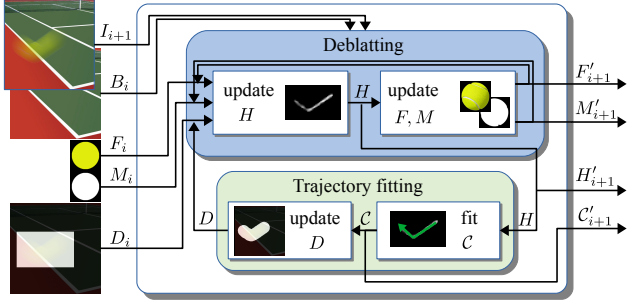 I_{i+1}
Deblatting
B_i
F'_{i+1}
update
H
H
update
F, M
M'_{i+1}
F_i
M_i
Trajectory fitting
H'_{i+1}
C'_{i+1}
D_i
D
update
D
C
fit
C
H